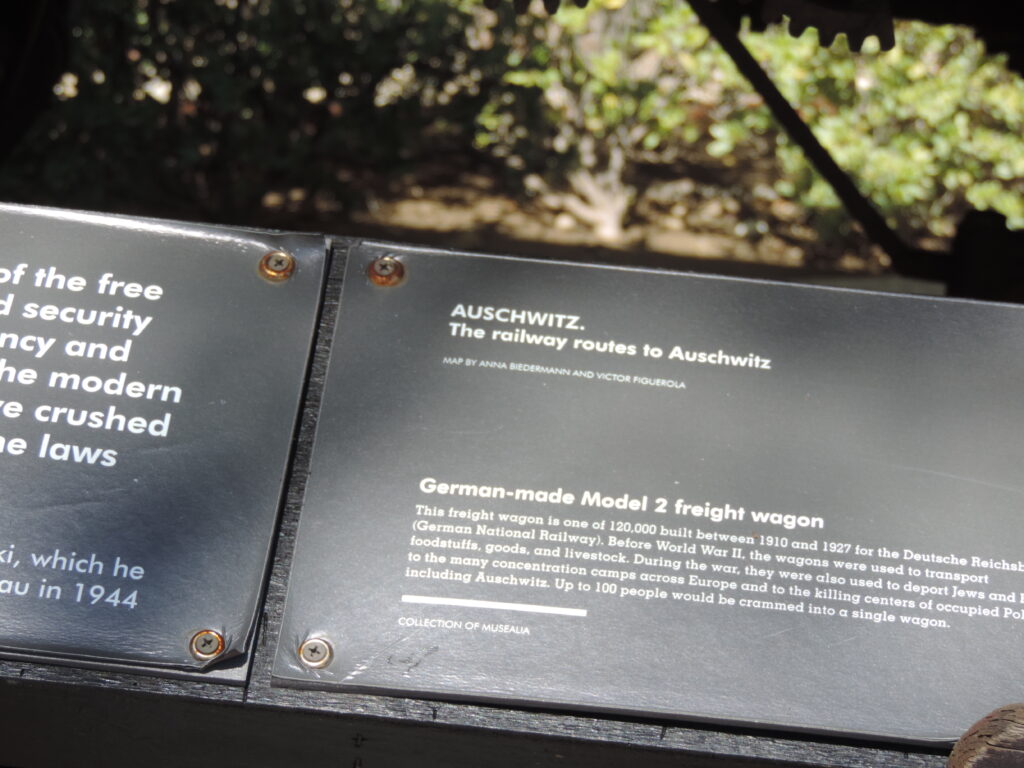 of the free
d security
ncy and
he modern
ve crushed
he laws
ki, which he
au in 1944
AUSCHWITZ.
The railway routes to Auschwitz
MAP BY ANNA BIEDERMANN AND VICTOR FIGUEROLA
German-made Model 2 freight wagon
This freight wagon is one of 120,000 built between 1910 and 1927 for the Deutsche Reichsb
(German National Railway). Before World War II, the wagons were used to transport
foodstuffs, goods, and livestock. During the war, they were also used to deport Jews and R
to the many concentration camps across Europe and to the killing centers of occupied Pol
including Auschwitz. Up to 100 people would be crammed into a single wagon.
COLLECTION OF MUSEALIA